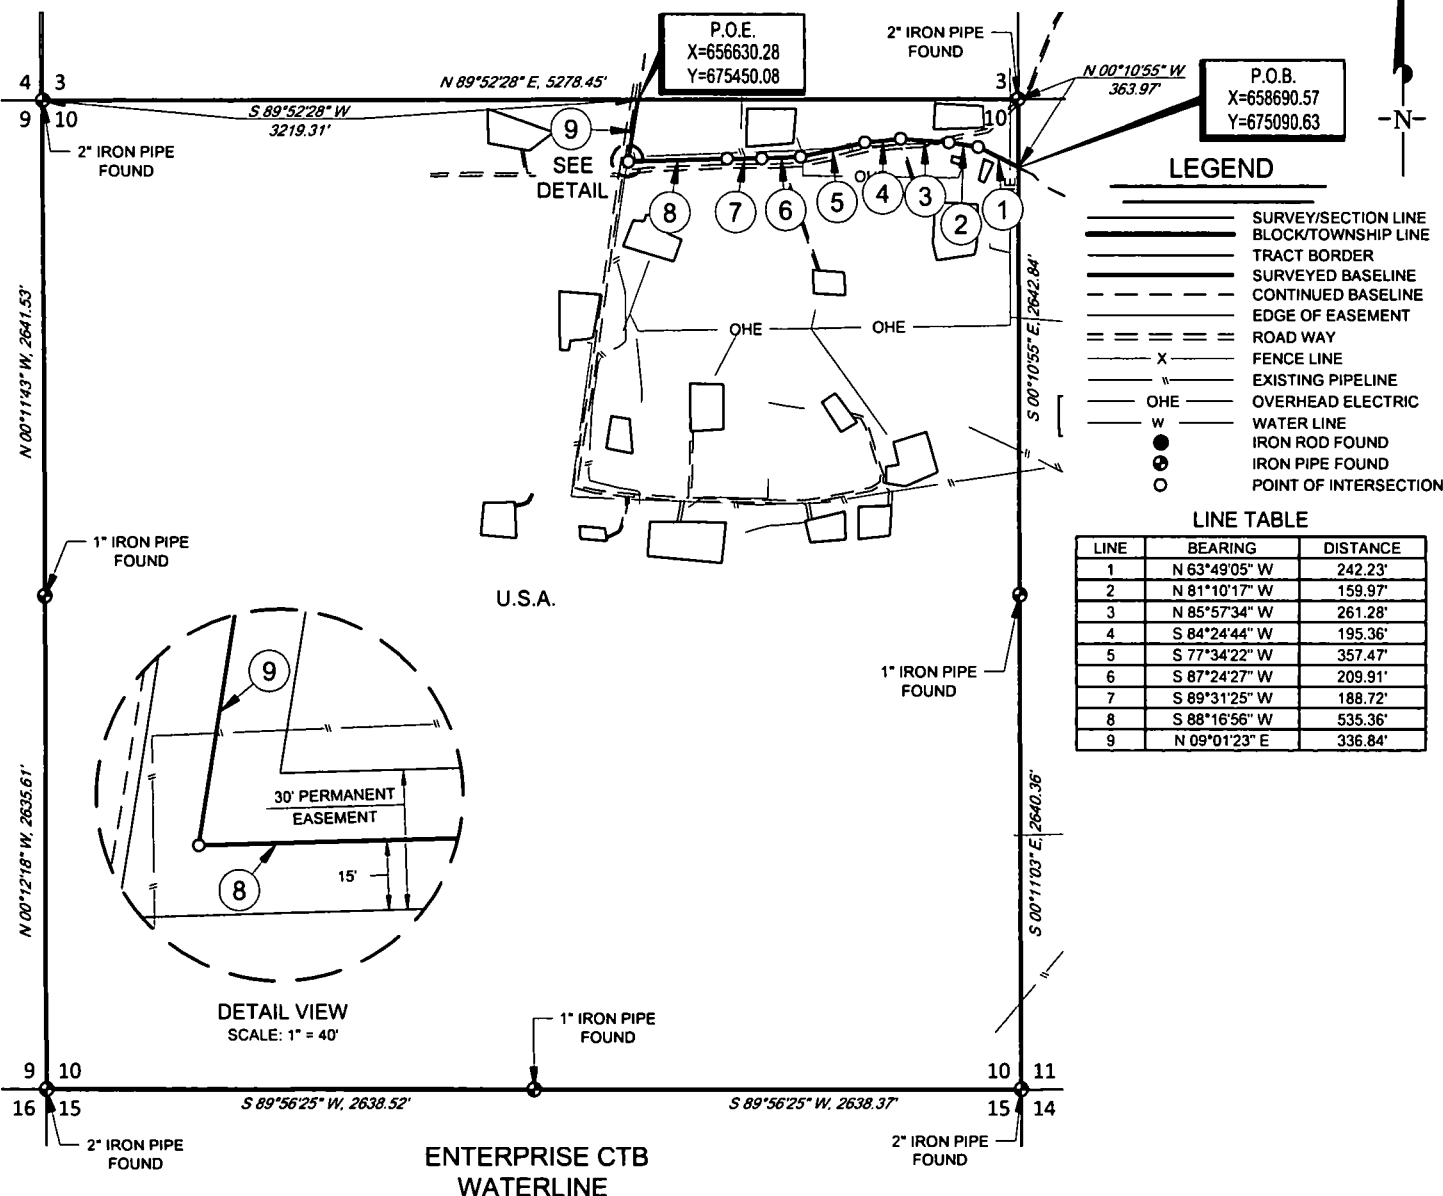 P.O.E.
X=656630.28
Y=675450.08
2" IRON PIPE
FOUND
4 3
9 10
N 89°52'28" E, 5278.45'
S 89°52'28" W
3219.31'
3
10
N 00°10'55" W
363.97'
P.O.B.
X=658690.57
Y=675090.63
-N-
2" IRON PIPE
FOUND
9
SEE
DETAIL
8
7
6
5
4
3
2
1
OHE
OHE
N 00°11'43" W, 2641.53'
S 00°10'55" E, 2642.84'
LEGEND
SURVEY/SECTION LINE
BLOCK/TOWNSHIP LINE
TRACT BORDER
SURVEYED BASELINE
CONTINUED BASELINE
EDGE OF EASEMENT
ROAD WAY
X FENCE LINE
EXISTING PIPELINE
OHE OVERHEAD ELECTRIC
W WATER LINE
IRON ROD FOUND
IRON PIPE FOUND
POINT OF INTERSECTION
LINE TABLE
LINE BEARING DISTANCE
1 N 63°49'05" W 242.23'
2 N 81°10'17" W 159.97'
3 N 85°57'34" W 261.28'
4 S 84°24'44" W 195.36'
5 S 77°34'22" W 357.47'
6 S 87°24'27" W 209.91'
7 S 89°31'25" W 188.72'
8 S 88°16'56" W 535.36'
9 N 09°01'23" E 336.84'
1" IRON PIPE
FOUND
U.S.A.
1" IRON PIPE
FOUND
9
30' PERMANENT
EASEMENT
15'
8
DETAIL VIEW
SCALE: 1" = 40'
N 00°12'18" W, 2635.61'
S 00°11'03" E, 2640.36'
1" IRON PIPE
FOUND
9 10
16 15
S 89°56'25" W, 2638.52'
S 89°56'25" W, 2638.37'
10 11
15 14
2" IRON PIPE
FOUND
2" IRON PIPE
FOUND
ENTERPRISE CTB
WATERLINE